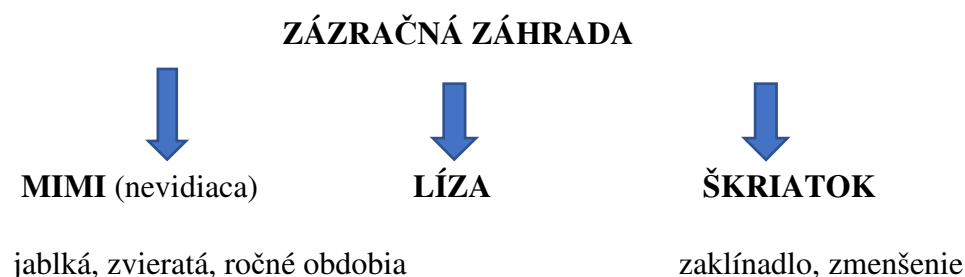 ZÁZRAČNÁ ZÁHRADA
MIMI (nevidiaca) LÍZA ŠKRIATOK
jablká, zvieratá, ročné obdobia zaklínadlo, zmenšenie